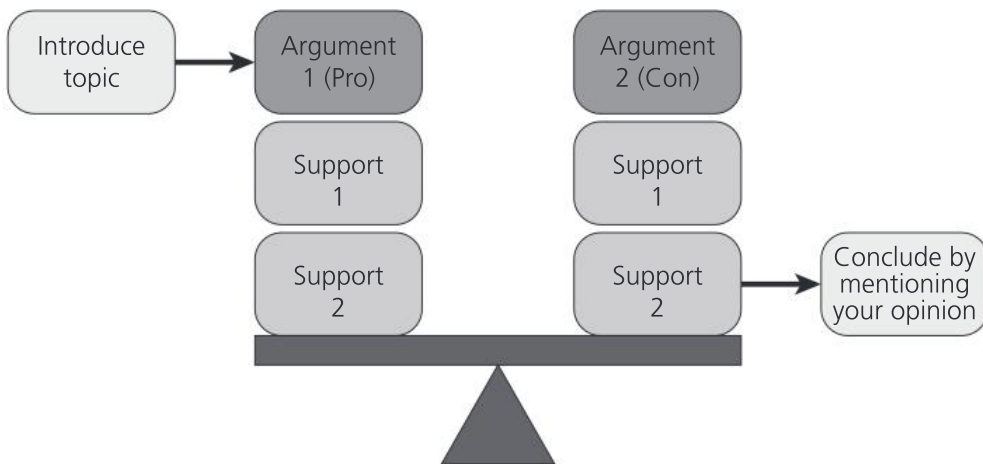 Introduce
topic
Argument
1 (Pro)
Support
1
Support
2
Argument
2 (Con)
Support
1
Support
2
Conclude by
mentioning
your opinion